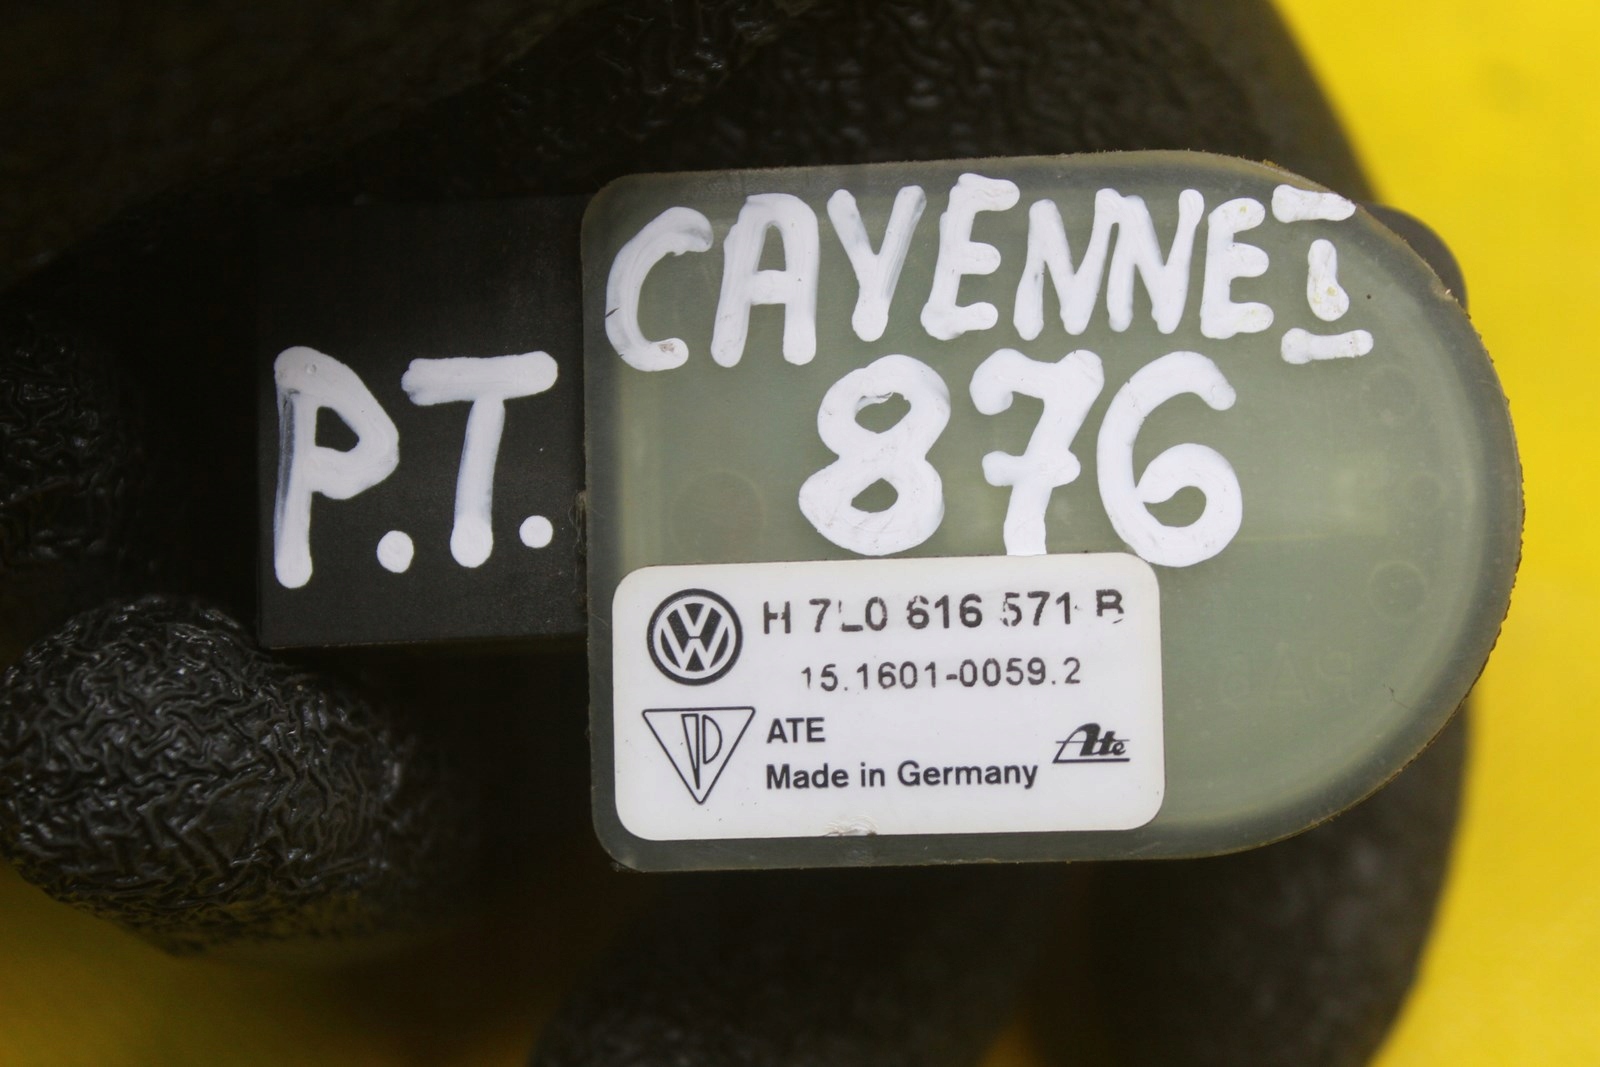 CAYENNE I
P.T.
876
H 7L0 616 571 B
15.1601-0059.2
ATE
Ate
Made in Germany